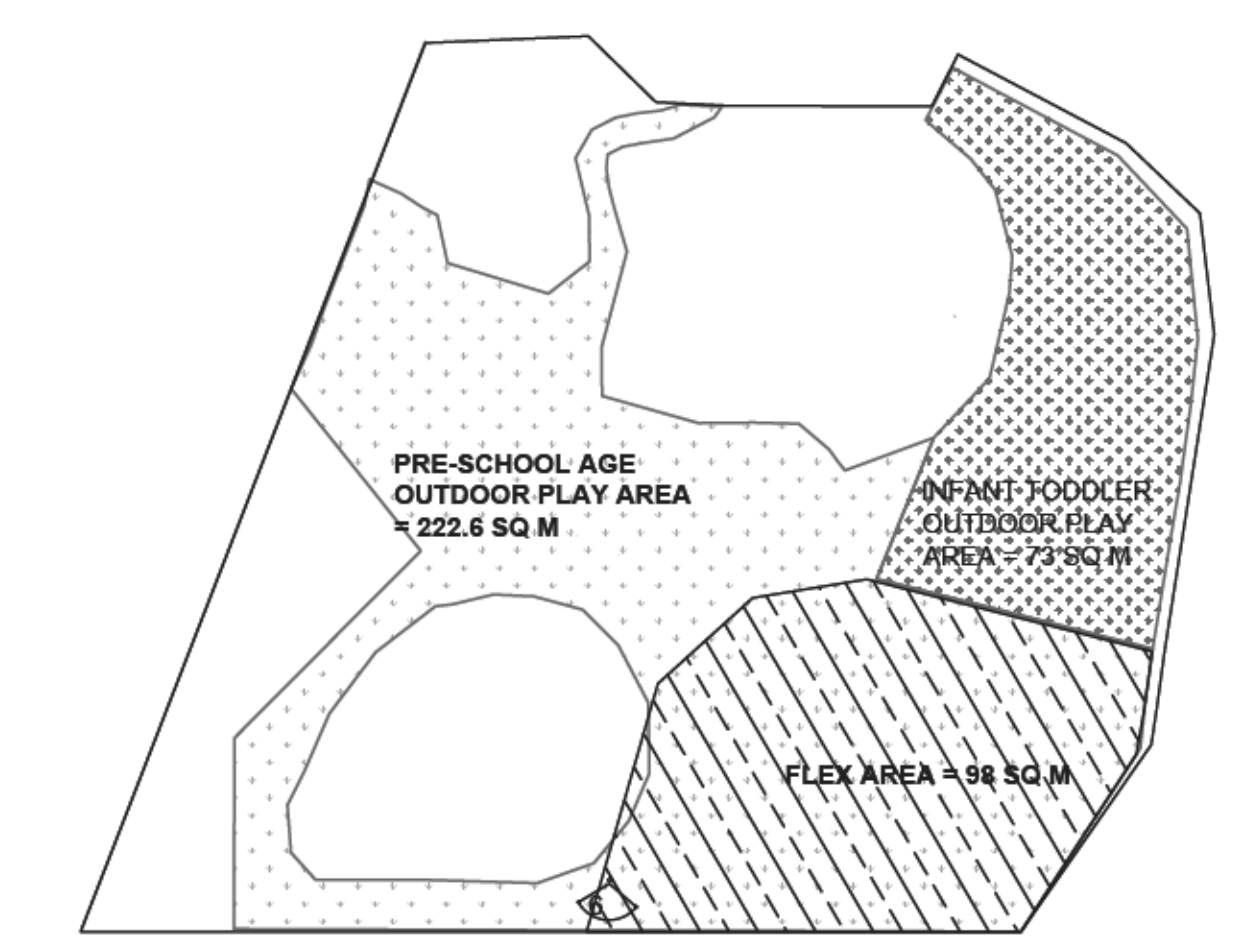 PRE-SCHOOL AGE
OUTDOOR PLAY AREA
= 222.6 SQ M
INFANT TODDLER
OUTDOOR PLAY
AREA = 73 SQ M
FLEX AREA = 98 SQ M
6